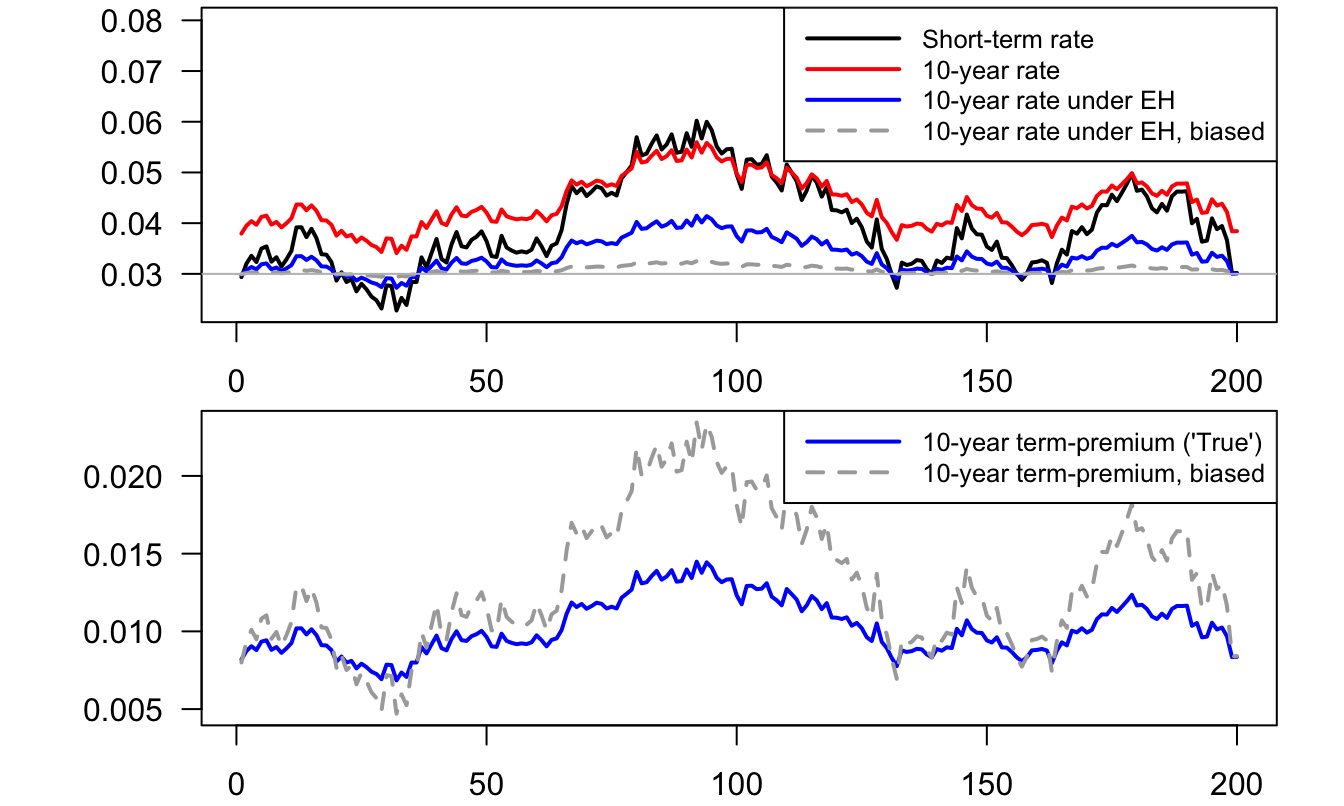 0.08
0.07
0.06
0.05
0.04
0.03
Short-term rate
10-year rate
10-year rate under EH
10-year rate under EH, biased
0 50 100 150 200
0.020
0.015
0.010
0.005
10-year term-premium ('True')
10-year term-premium, biased
0 50 100 150 200